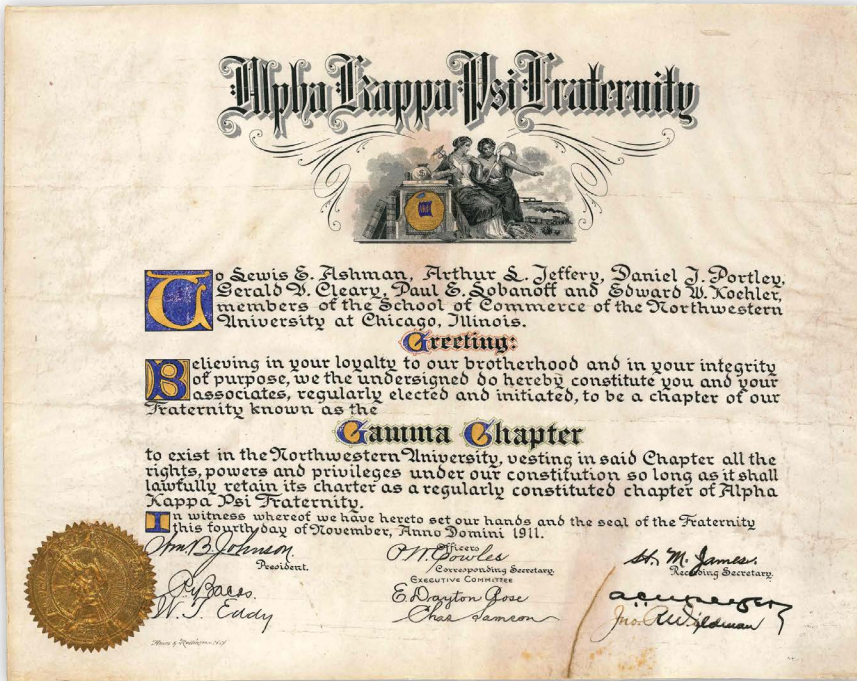 Alpha Kappa Psi Fraternity
To Lewis E. Ashman, Arthur L. Jeffery, Daniel J. Portley,
Gerald V. Cleary, Paul E. Lobanoff and Edward W. Kochler,
members of the School of Commerce of the Northwestern
University at Chicago, Illinois.
Greeting:
Believing in your loyalty to our brotherhood and in your integrity
of purpose, we the undersigned do hereby constitute you and your
associates, regularly elected and initiated, to be a chapter of our
Fraternity known as the
Gamma Chapter
to exist in the Northwestern University, vesting in said Chapter all the
rights, powers and privileges under our constitution so long as it shall
lawfully retain its charter as a regularly constituted chapter of Alpha
Kappa Psi Fraternity.
In witness whereof we have hereto set our hands and the seal of the Fraternity
this fourth day of November, Anno Domini 1911.
Officers
Wm B. Johnson.
President.
Corresponding Secretary.
M. James.
Recording Secretary.
EXECUTIVE COMMITTEE
E. Drayton
W. T. Eddy
Chas
Jno. R. Wildman